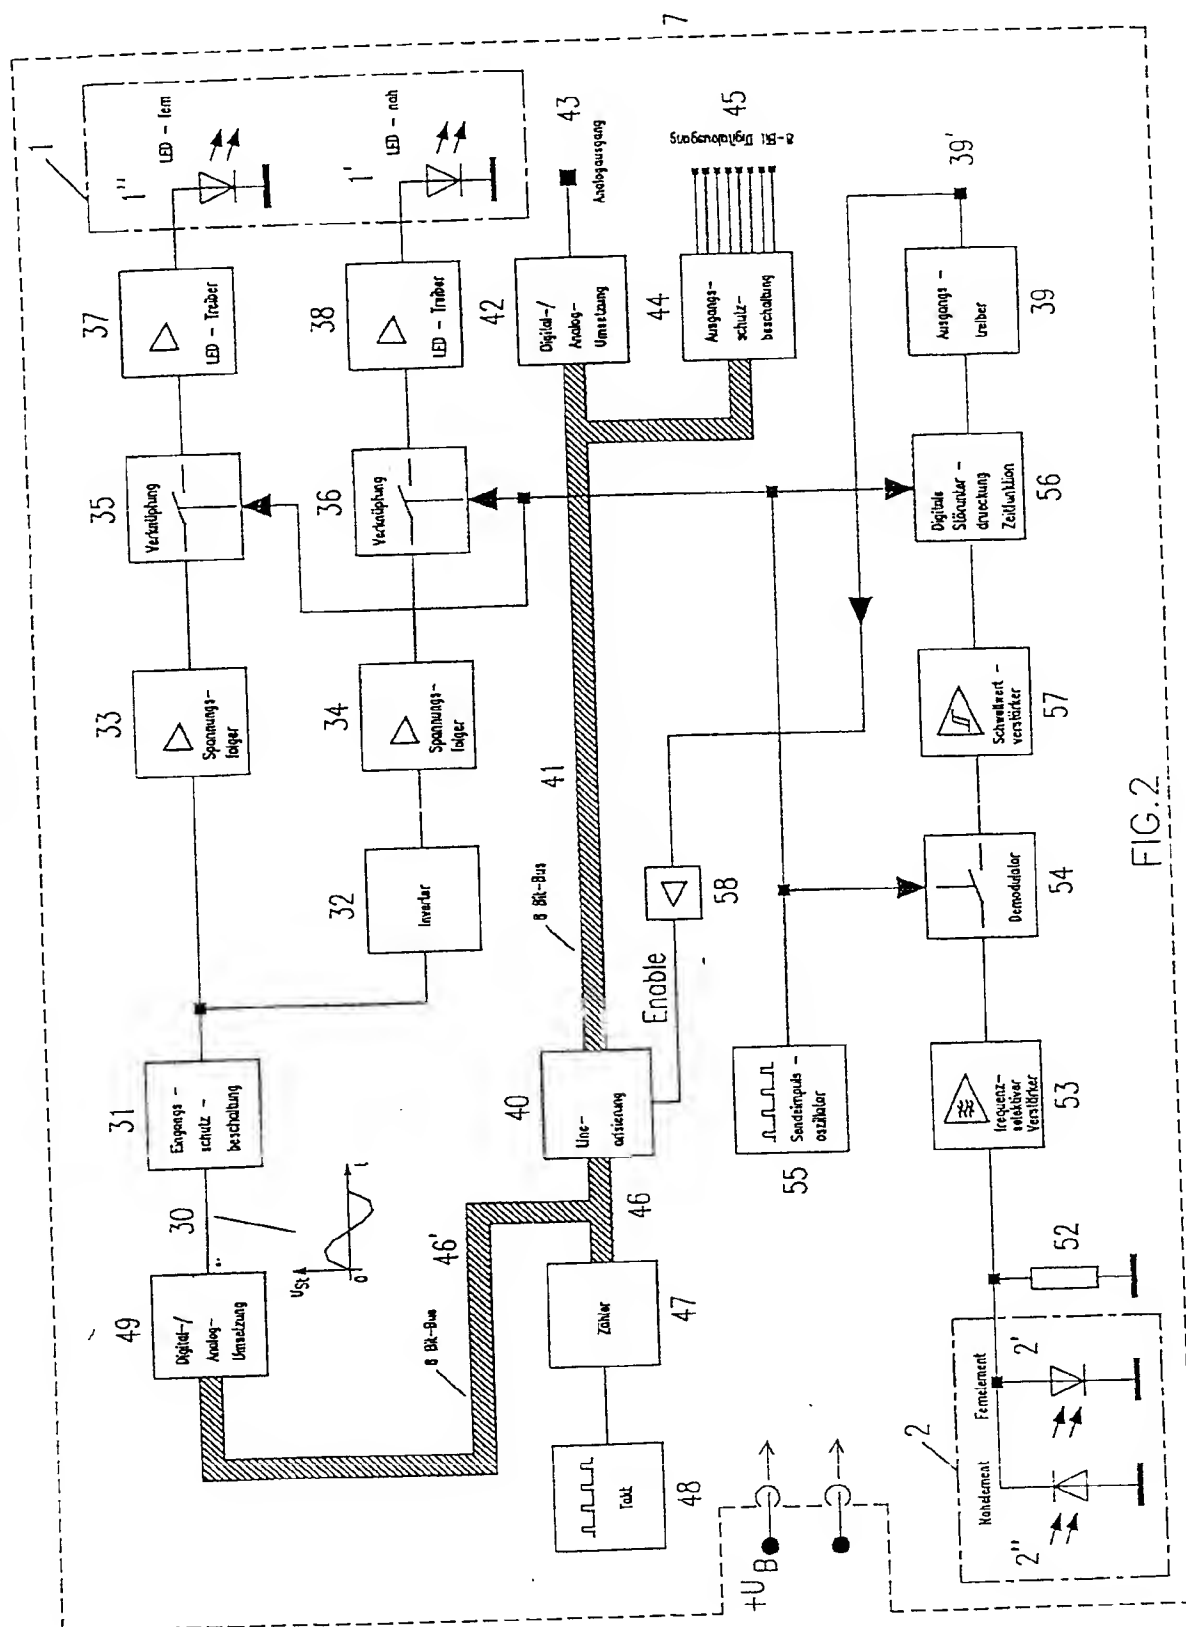 7
1
1''
LED - fern
1'
LED - nah
43
Analogausgang
45
8-Bit Digitalausgang
39'
37
LED - Treiber
38
LED - Treiber
42
Digital-/
Analog-
Umsetzung
44
Ausgangs-
schutz-
beschaltung
39
Ausgangs-
treiber
35
Verknüpfung
36
Verknüpfung
56
Digitale
Störunter-
drueckung
Zeitfunktion
33
Spannungs-
folger
34
Spannungs-
folger
41
8 Bit-Bus
57
Schwellwert-
verstärker
32
Inverter
58
Enable
54
Demodulator
31
Eingangs -
schutz -
beschaltung
40
Line-
arisierung
55
Sendeimpuls-
oszillator
53
frequenz-
selektiver
Verstärker
30
USt
0
t
49
Digital-/
Analog-
Umsetzung
46'
8 Bit-Bus
46
47
Zähler
48
Takt
52
+UB
2
Nahelement
Fernelement
2''
2'
FIG.2